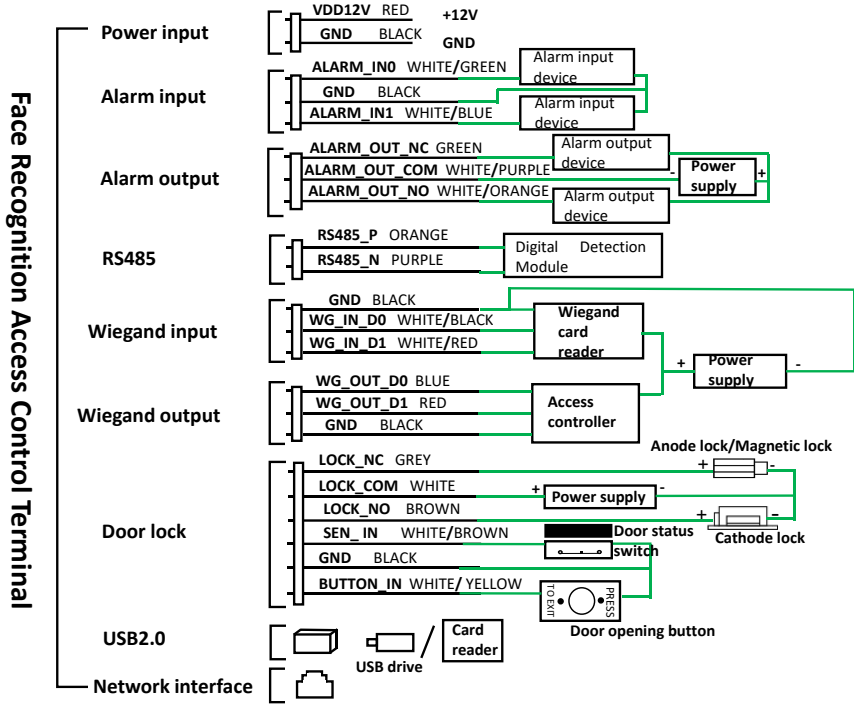 Face Recognition Access Control Terminal
Power input
VDD12V RED +12V
GND BLACK GND
Alarm input
ALARM_IN0 WHITE/GREEN
GND BLACK
ALARM_IN1 WHITE/BLUE
Alarm input
device
Alarm input
device
Alarm output
ALARM_OUT_NC GREEN
ALARM_OUT_COM WHITE/PURPLE
ALARM_OUT_NO WHITE/ORANGE
Alarm output
device
Alarm output
device
- Power +
supply
RS485
RS485_P ORANGE
RS485_N PURPLE
Digital Detection
Module
Wiegand input
GND BLACK
WG_IN_D0 WHITE/BLACK
WG_IN_D1 WHITE/RED
Wiegand
card
reader
+ Power -
supply
Wiegand output
WG_OUT_D0 BLUE
WG_OUT_D1 RED
GND BLACK
Access
controller
Door lock
LOCK_NC GREY
LOCK_COM WHITE
LOCK_NO BROWN
SEN_IN WHITE/BROWN
GND BLACK
BUTTON_IN WHITE/ YELLOW
Anode lock/Magnetic lock
+ -
+ Power supply -
+ -
Cathode lock
Door status
switch
TO EXIT
PRESS
Door opening button
USB2.0
USB drive
/
Card
reader
Network interface